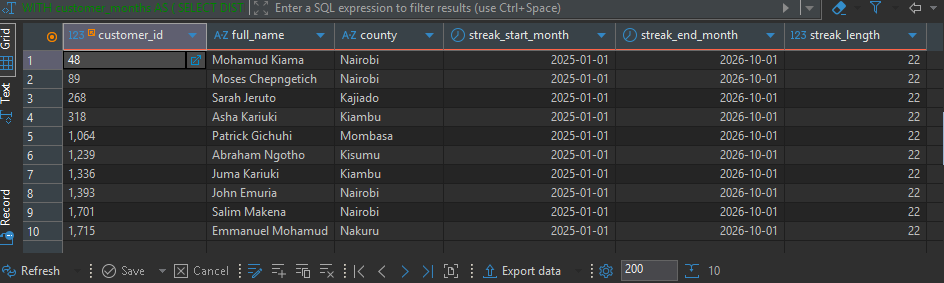 WITH customer_months AS ( SELECT DIST
Enter a SQL expression to filter results (use Ctrl+Space)
Grid
Text
Record
123 customer_id A-Z full_name A-Z county streak_start_month streak_end_month 123 streak_length
1 48 Mohamud Kiama Nairobi 2025-01-01 2026-10-01 22
2 89 Moses Chepngetich Nairobi 2025-01-01 2026-10-01 22
3 268 Sarah Jeruto Kajiado 2025-01-01 2026-10-01 22
4 318 Asha Kariuki Kiambu 2025-01-01 2026-10-01 22
5 1,064 Patrick Gichuhi Mombasa 2025-01-01 2026-10-01 22
6 1,239 Abraham Ngotho Kisumu 2025-01-01 2026-10-01 22
7 1,336 Juma Kariuki Kiambu 2025-01-01 2026-10-01 22
8 1,393 John Emuria Nairobi 2025-01-01 2026-10-01 22
9 1,701 Salim Makena Nairobi 2025-01-01 2026-10-01 22
10 1,715 Emmanuel Mohamud Nakuru 2025-01-01 2026-10-01 22
Refresh Save Cancel Export data 200 10